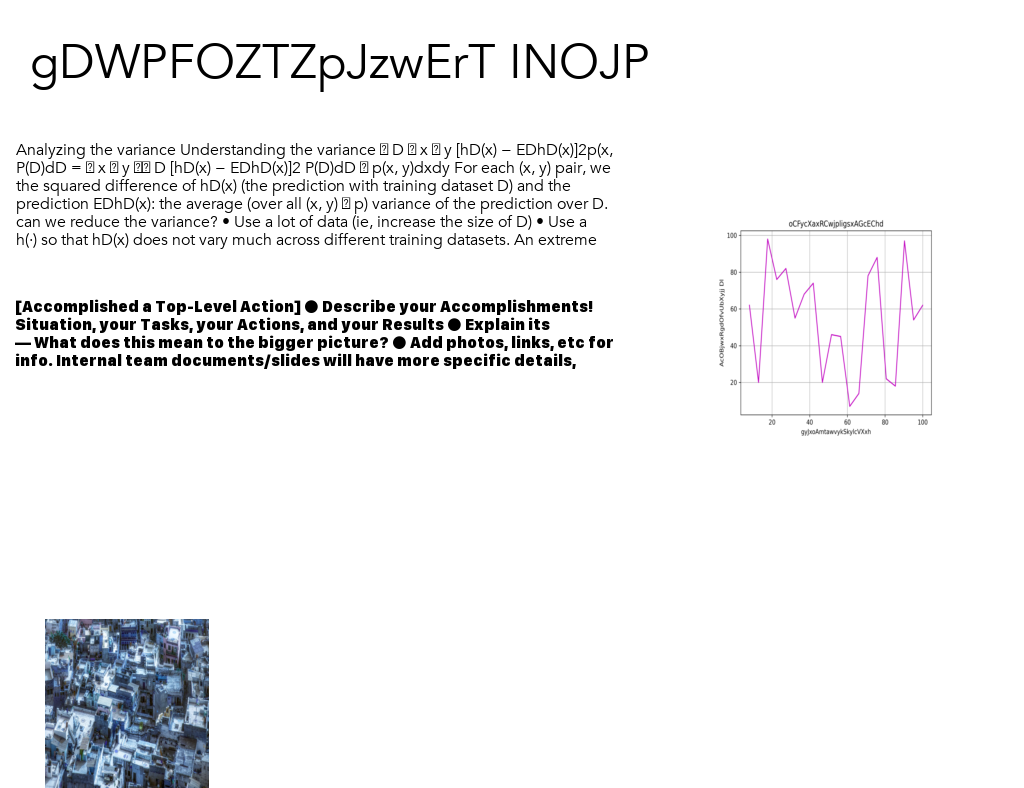 gDWPFOZTZpJzwErT INOJP
Analyzing the variance Understanding the variance � D � x � y [hD(x) − EDhD(x)]2p(x,
P(D)dD = � x � y �� D [hD(x) − EDhD(x)]2 P(D)dD � p(x, y)dxdy For each (x, y) pair, we
the squared difference of hD(x) (the prediction with training dataset D) and the
prediction EDhD(x): the average (over all (x, y) � p) variance of the prediction over D.
can we reduce the variance? • Use a lot of data (ie, increase the size of D) • Use a
h(·) so that hD(x) does not vary much across different training datasets. An extreme
[Accomplished a Top-Level Action] ● Describe your Accomplishments!
Situation, your Tasks, your Actions, and your Results ● Explain its
— What does this mean to the bigger picture? ● Add photos, links, etc for
info. Internal team documents/slides will have more specific details,
oCFycXaxRCwjpligsxAGcEChd
100
80
60
40
20
20 40 60 80 100